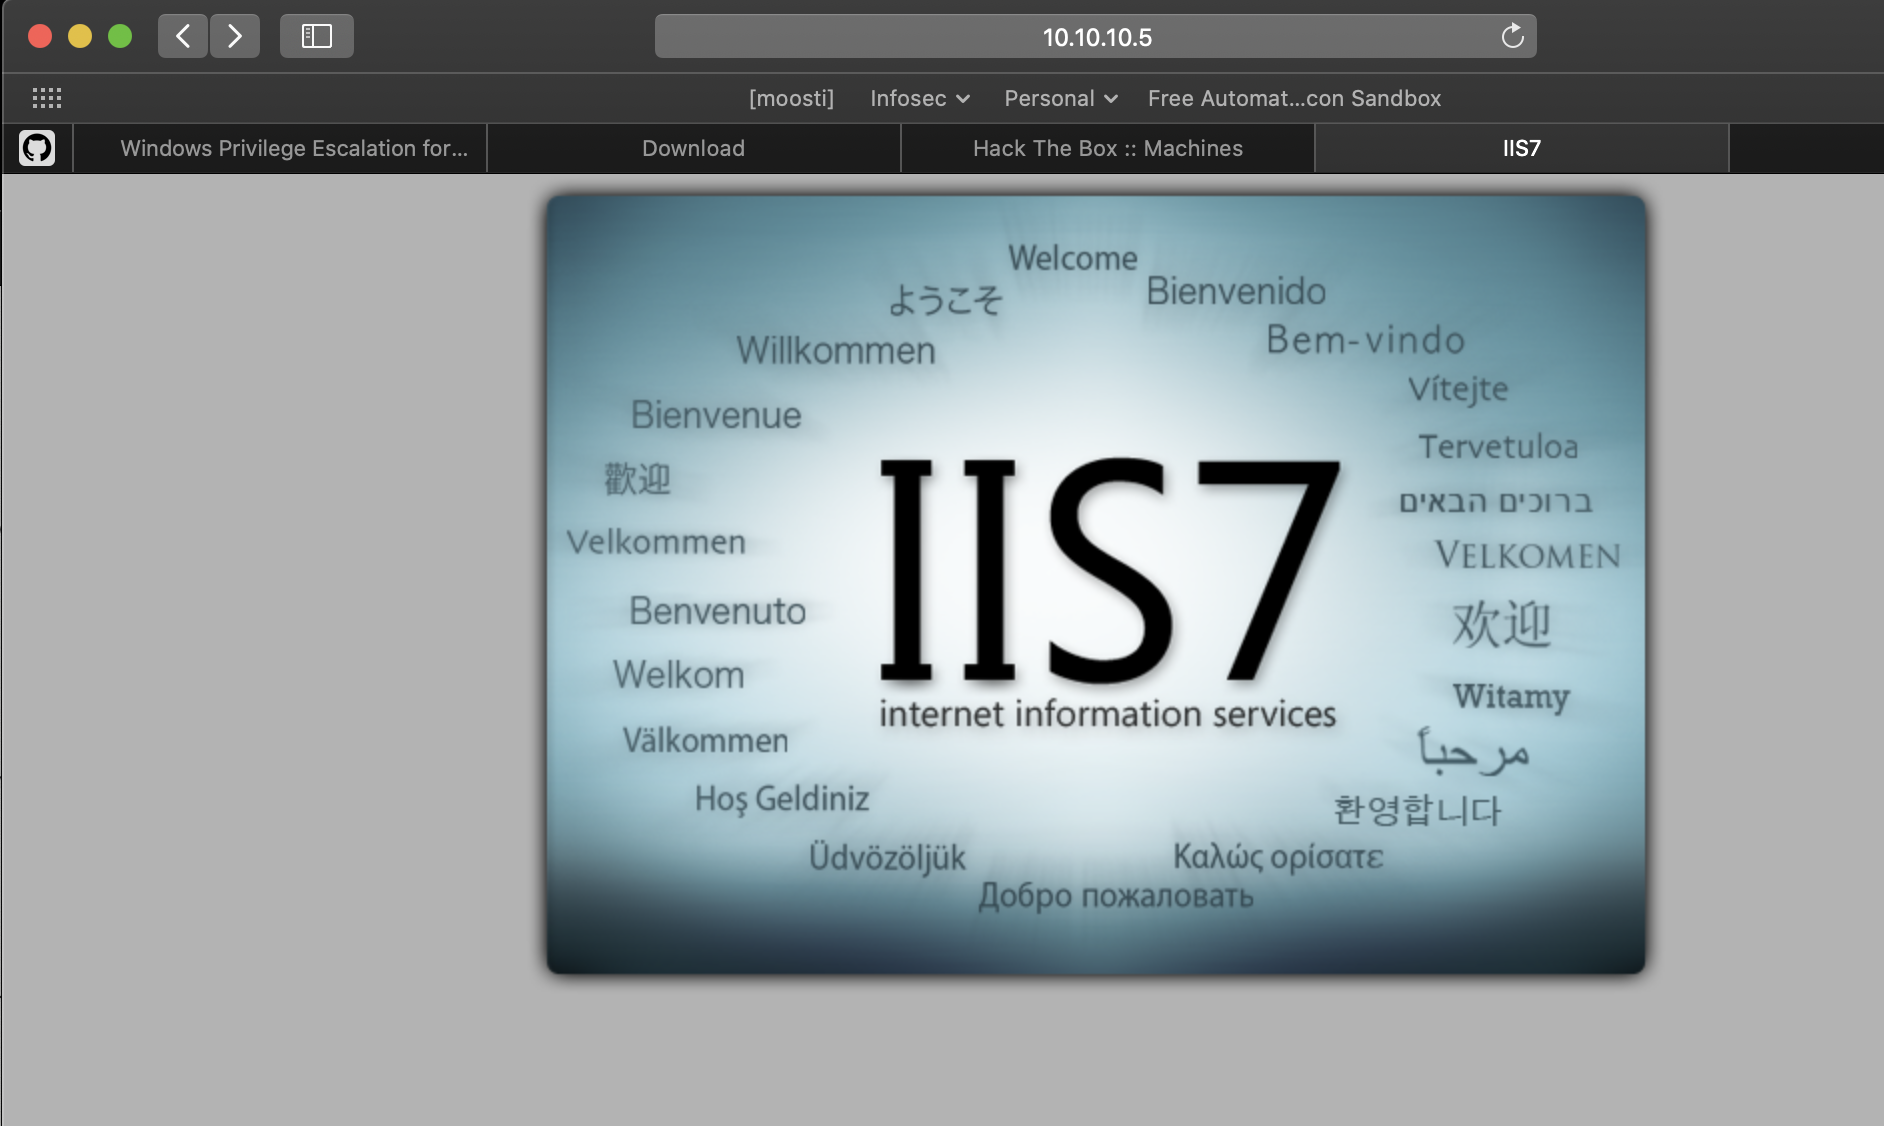 10.10.10.5
[moosti] Infosec Personal Free Automat...con Sandbox
Windows Privilege Escalation for... Download Hack The Box :: Machines IIS7
Welcome
ようこそ
Bienvenido
Willkommen
Bem-vindo
Vítejte
Bienvenue
Tervetuloa
歡迎
ברוכים הבאים
Velkommen
VELKOMEN
IIS7
Benvenuto
欢迎
Welkom
Witamy
internet information services
Välkommen
مرحباً
Hoş Geldiniz
환영합니다
Üdvözöljük
Καλώς ορίσατε
Добро пожаловать